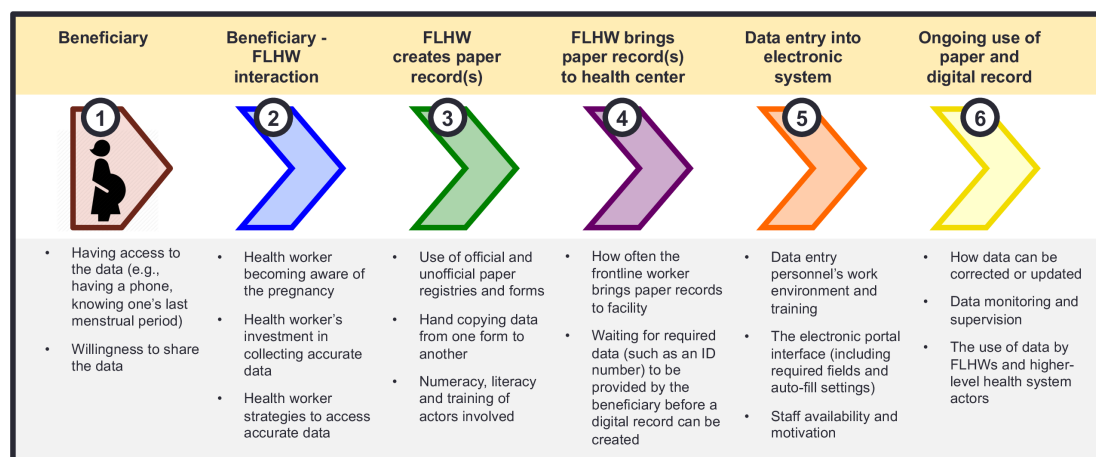 Beneficiary
Beneficiary -
FLHW
interaction
FLHW
creates paper
record(s)
FLHW brings
paper record(s)
to health center
Data entry into
electronic
system
Ongoing use of
paper and
digital record
1
2
3
4
5
6
• Having access to
the data (e.g.,
having a phone,
knowing one's last
menstrual period)
• Willingness to share
the data
• Health worker
becoming aware of
the pregnancy
• Health worker's
investment in
collecting accurate
data
• Health worker
strategies to access
accurate data
• Use of official and
unofficial paper
registries and forms
• Hand copying data
from one form to
another
• Numeracy, literacy
and training of
actors involved
• How often the
frontline worker
brings paper records
to facility
• Waiting for required
data (such as an ID
number) to be
provided by the
beneficiary before a
digital record can be
created
• Data entry
personnel's work
environment and
training
• The electronic portal
interface (including
required fields and
auto-fill settings)
• Staff availability and
motivation
• How data can be
corrected or updated
• Data monitoring and
supervision
• The use of data by
FLHWs and higher-
level health system
actors